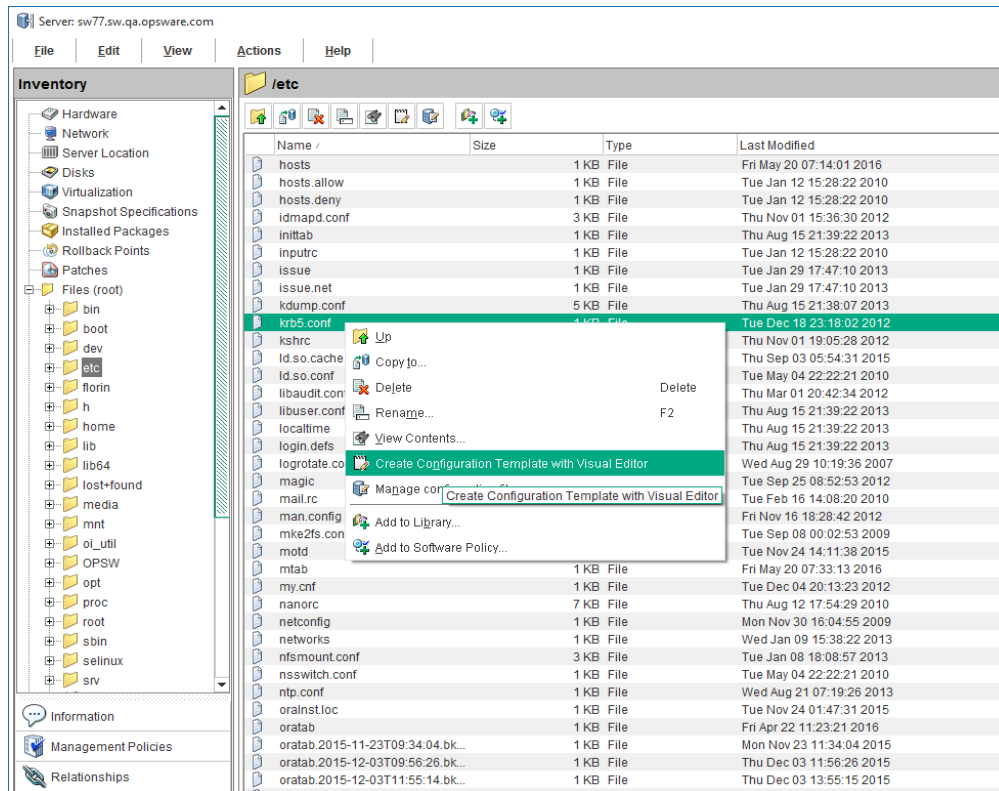 Server: sw77.sw.qa.opsware.com
File Edit View Actions Help
Inventory
Hardware
Network
Server Location
Disks
Virtualization
Snapshot Specifications
Installed Packages
Rollback Points
Patches
Files (root)
bin
boot
dev
etc
florin
h
home
lib
lib64
lost+found
media
mnt
oi_util
OPSW
opt
proc
root
sbin
selinux
srv
Information
Management Policies
Relationships
/etc
Name / Size Type Last Modified
hosts 1 KB File Fri May 20 07:14:01 2016
hosts.allow 1 KB File Tue Jan 12 15:28:22 2010
hosts.deny 1 KB File Tue Jan 12 15:28:22 2010
idmapd.conf 3 KB File Thu Nov 01 15:36:30 2012
inittab 1 KB File Thu Aug 15 21:39:22 2013
inputrc 1 KB File Tue Jan 12 15:28:22 2010
issue 1 KB File Tue Jan 29 17:47:10 2013
issue.net 1 KB File Tue Jan 29 17:47:10 2013
kdump.conf 5 KB File Thu Aug 15 21:38:07 2013
krb5.conf 1 KB File Tue Dec 18 23:18:02 2012
kshrc Thu Nov 01 19:05:28 2012
ld.so.cache Thu Sep 03 05:54:31 2015
ld.so.conf Tue May 04 22:22:21 2010
libaudit.con Thu Mar 01 20:42:34 2012
libuser.conf Thu Aug 15 21:39:22 2013
localtime Thu Aug 15 21:39:22 2013
login.defs Thu Aug 15 21:39:22 2013
logrotate.co Wed Aug 29 10:19:36 2007
magic Tue Sep 25 08:52:53 2012
mail.rc Tue Feb 16 14:08:20 2010
man.config Fri Nov 16 18:28:42 2012
mke2fs.con Tue Sep 08 00:02:53 2009
motd Tue Nov 24 14:11:38 2015
mtab 1 KB File Fri May 20 07:33:13 2016
my.cnf 1 KB File Tue Dec 04 20:13:23 2012
nanorc 7 KB File Thu Aug 12 17:54:29 2010
netconfig 1 KB File Mon Nov 30 16:04:55 2009
networks 1 KB File Wed Jan 09 15:38:22 2013
nfsmount.conf 3 KB File Tue Jan 08 18:08:57 2013
nsswitch.conf 1 KB File Tue May 04 22:22:21 2010
ntp.conf 1 KB File Wed Aug 21 07:19:26 2013
oraInst.loc 1 KB File Tue Nov 24 01:47:31 2015
oratab 1 KB File Fri Apr 22 11:23:21 2016
oratab.2015-11-23T09:34:04.bk... 1 KB File Mon Nov 23 11:34:04 2015
oratab.2015-12-03T09:56:26.bk... 1 KB File Thu Dec 03 11:56:26 2015
oratab.2015-12-03T11:55:14.bk... 1 KB File Thu Dec 03 13:55:15 2015
Up
Copy to...
Delete Delete
Rename... F2
View Contents...
Create Configuration Template with Visual Editor
Manage
Create Configuration Template with Visual Editor
Add to Library...
Add to Software Policy...